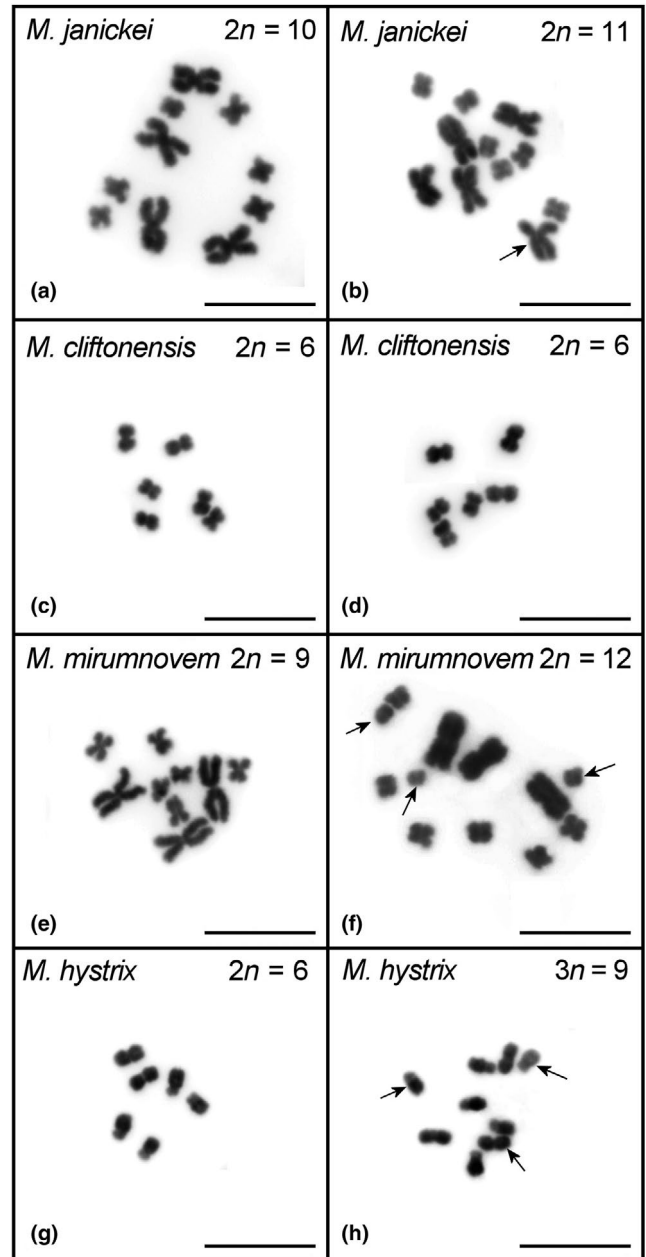 M. janickei 2n = 10
(a)
M. janickei 2n = 11
(b)
M. cliftonensis 2n = 6
(c)
M. cliftonensis 2n = 6
(d)
M. mirumnovem 2n = 9
(e)
M. mirumnovem 2n = 12
(f)
M. hystrix 2n = 6
(g)
M. hystrix 3n = 9
(h)